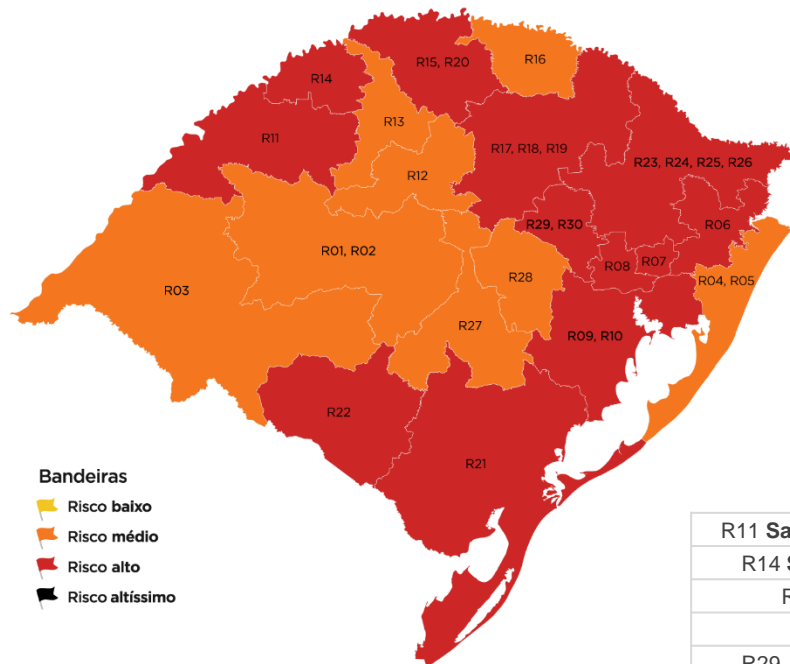 R16
R15, R20
R14
R13
R11
R17, R18, R19
R23, R24, R25, R26
R12
R29, R30
R06
R01, R02
R08
R07
R28
R04, R05
R03
R27
R09, R10
R22
R21
Bandeiras
Risco baixo
Risco médio
Risco alto
Risco altíssimo
R11
R14
R29